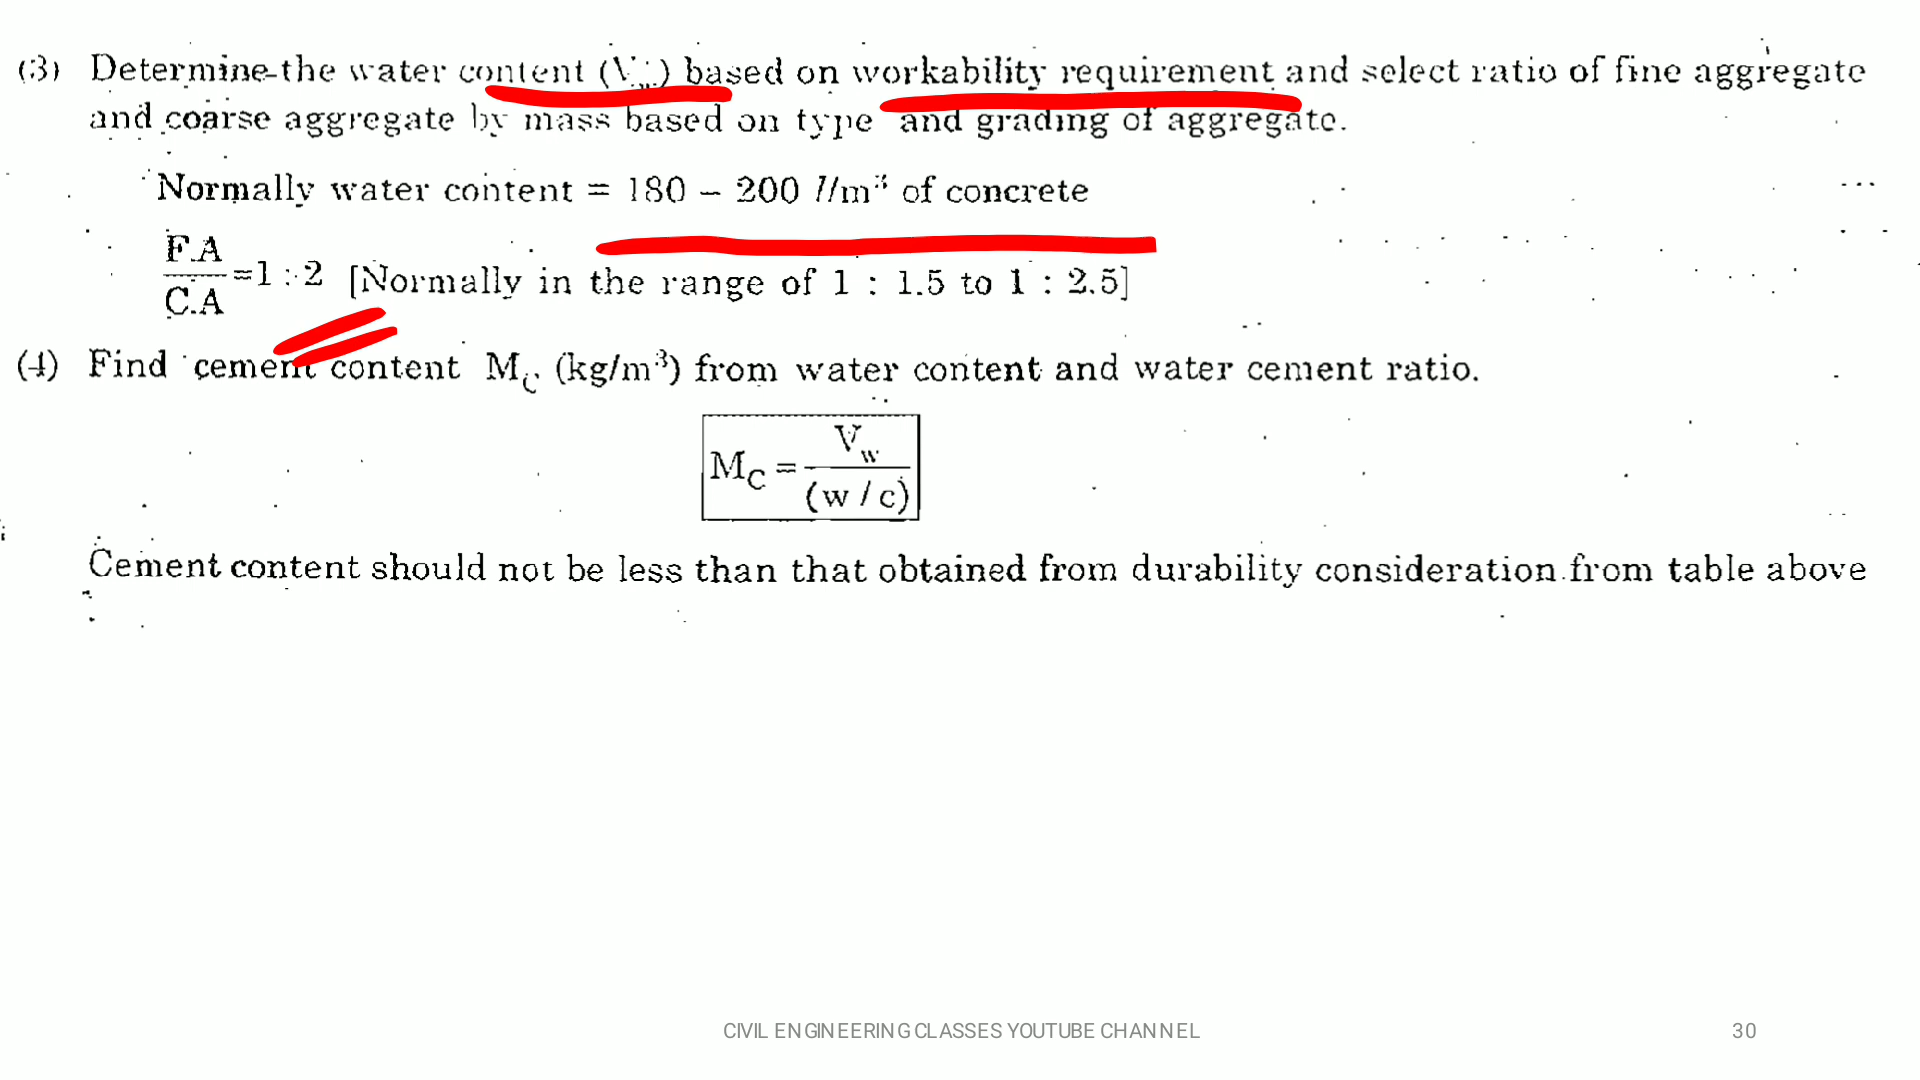 (3) Determine the water content (Vw) based on workability requirement and select ratio of fine aggregate
and coarse aggregate by mass based on type and grading of aggregate.
Normally water content = 180 – 200 l/m³ of concrete
F.A/C.A = 1 : 2 [Normally in the range of 1 : 1.5 to 1 : 2.5]
(4) Find cement content M_C (kg/m³) from water content and water cement ratio.
M_C = V_w/(w / c)
Cement content should not be less than that obtained from durability consideration from table above
CIVIL ENGINEERING CLASSES YOUTUBE CHANNEL
30